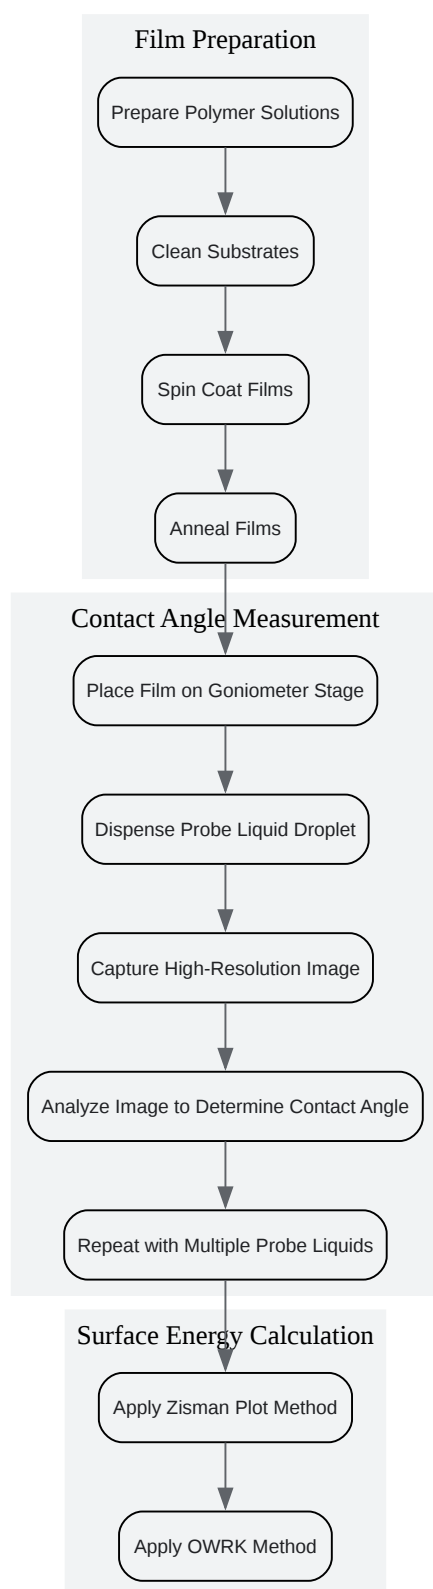 Film Preparation
Prepare Polymer Solutions
Clean Substrates
Spin Coat Films
Anneal Films
Contact Angle Measurement
Place Film on Goniometer Stage
Dispense Probe Liquid Droplet
Capture High-Resolution Image
Analyze Image to Determine Contact Angle
Repeat with Multiple Probe Liquids
Surface Energy Calculation
Apply Zisman Plot Method
Apply OWRK Method